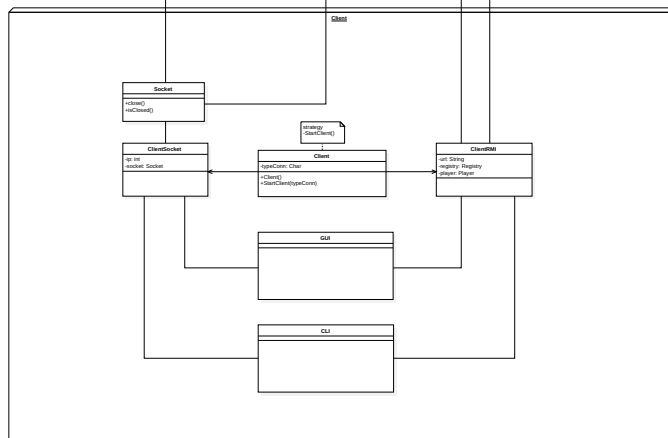 Client
Socket
+close()
+isClosed()
strategy
-StartClient()
ClientSocket
-ip: int
-socket: Socket
Client
-typeConn: Char
+Client()
+StartClient(typeConn)
ClientRMI
-url: String
-registry: Registry
-player: Player
GUI
CLI